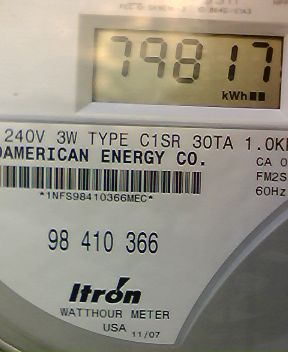 79817
kWh
240V 3W TYPE C1SR 30TA 1.0K
AMERICAN ENERGY CO.
CA 0
*1NFS98410366MEC*
FM2S
60Hz
98 410 366
Itron
WATTHOUR METER
USA 11/07